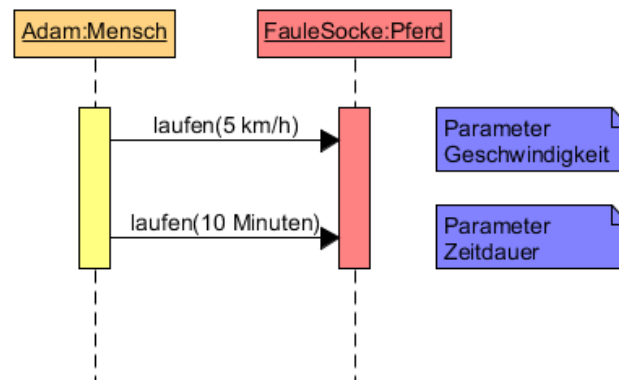 Adam:Mensch
FauleSocke:Pferd
laufen(5 km/h)
Parameter
Geschwindigkeit
laufen(10 Minuten)
Parameter
Zeitdauer